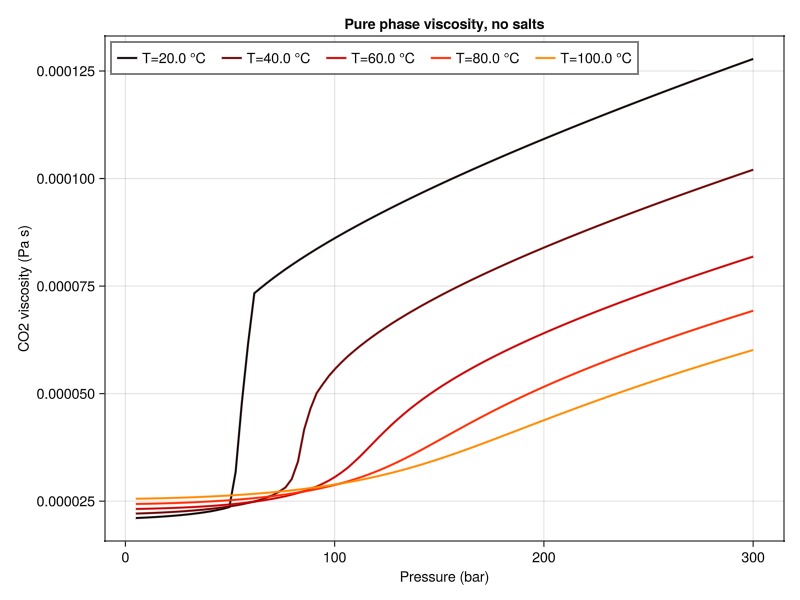 Pure phase viscosity, no salts
T=20.0 °C T=40.0 °C T=60.0 °C T=80.0 °C T=100.0 °C
CO2 viscosity (Pa s)
0.000125
0.000100
0.000075
0.000050
0.000025
0 100 200 300
Pressure (bar)